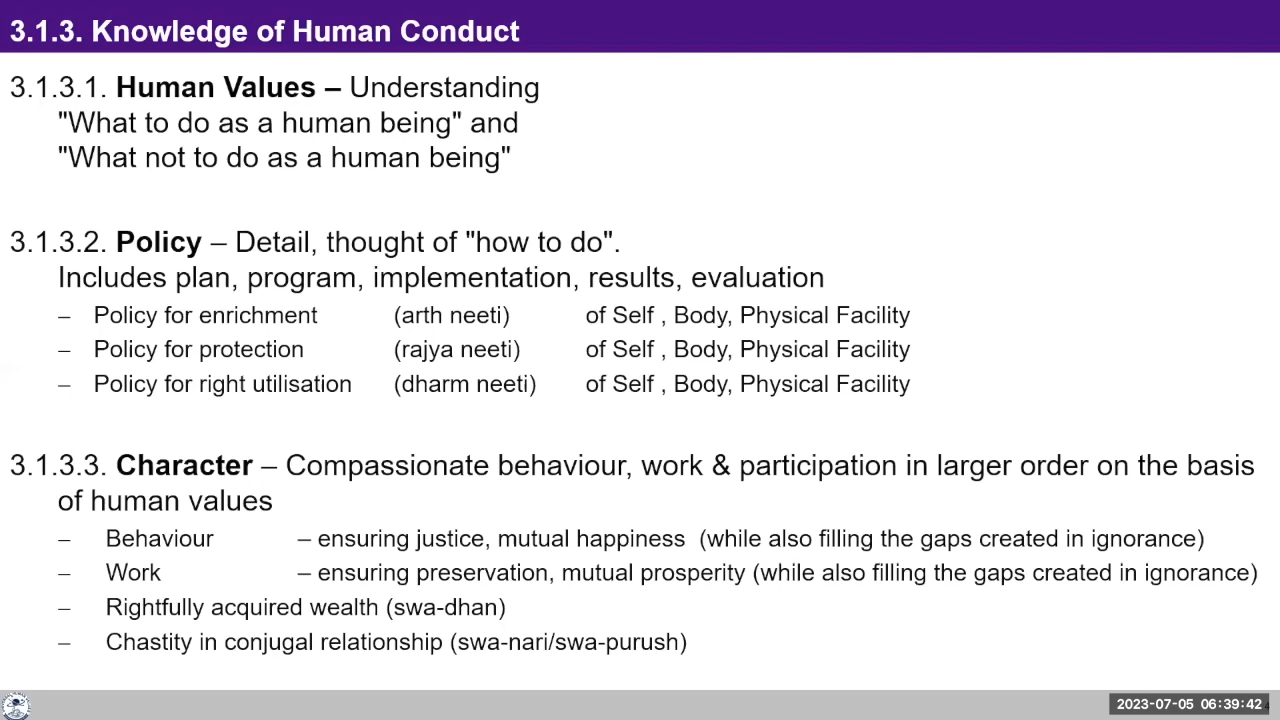 3.1.3. Knowledge of Human Conduct
3.1.3.1. Human Values – Understanding
"What to do as a human being" and
"What not to do as a human being"
3.1.3.2. Policy – Detail, thought of "how to do".
Includes plan, program, implementation, results, evaluation
– Policy for enrichment (arth neeti) of Self , Body, Physical Facility
– Policy for protection (rajya neeti) of Self , Body, Physical Facility
– Policy for right utilisation (dharm neeti) of Self , Body, Physical Facility
3.1.3.3. Character – Compassionate behaviour, work & participation in larger order on the basis
of human values
– Behaviour – ensuring justice, mutual happiness (while also filling the gaps created in ignorance)
– Work – ensuring preservation, mutual prosperity (while also filling the gaps created in ignorance)
– Rightfully acquired wealth (swa-dhan)
– Chastity in conjugal relationship (swa-nari/swa-purush)
2023-07-05 06:39:42